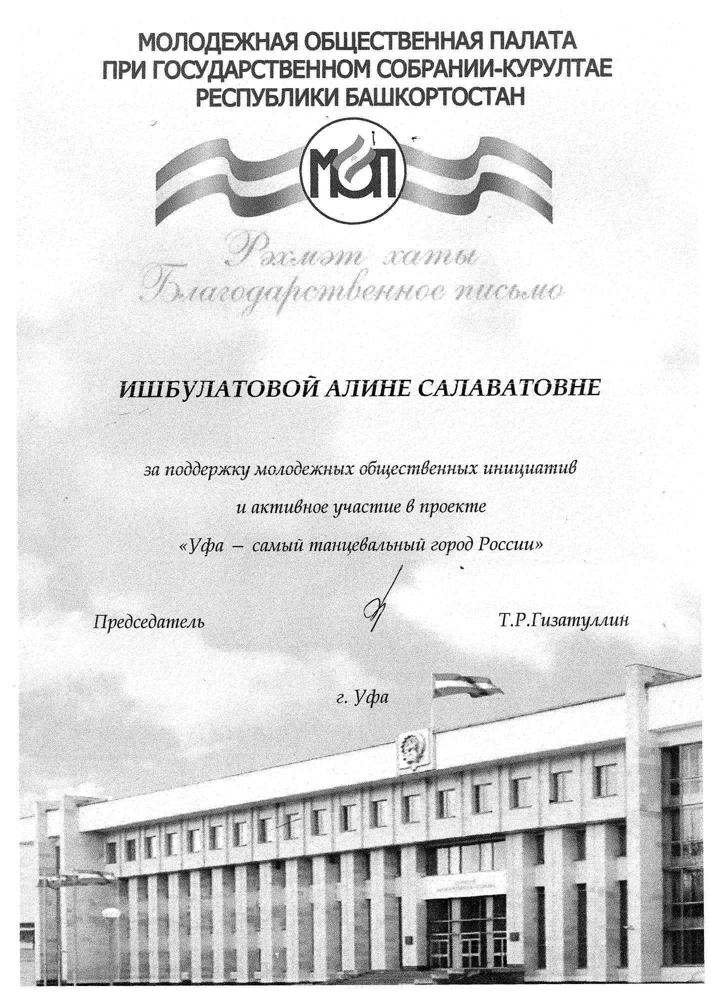 МОЛОДЕЖНАЯ ОБЩЕСТВЕННАЯ ПАЛАТА
ПРИ ГОСУДАРСТВЕННОМ СОБРАНИИ-КУРУЛТАЕ
РЕСПУБЛИКИ БАШКОРТОСТАН
МОП
Рәхмәт хаты
Благодарственное письмо
ИШБУЛАТОВОЙ АЛИНЕ САЛАВАТОВНЕ
за поддержку молодежных общественных инициатив
и активное участие в проекте
«Уфа – самый танцевальный город России»
Председатель Т.Р.Гизатуллин
г. Уфа